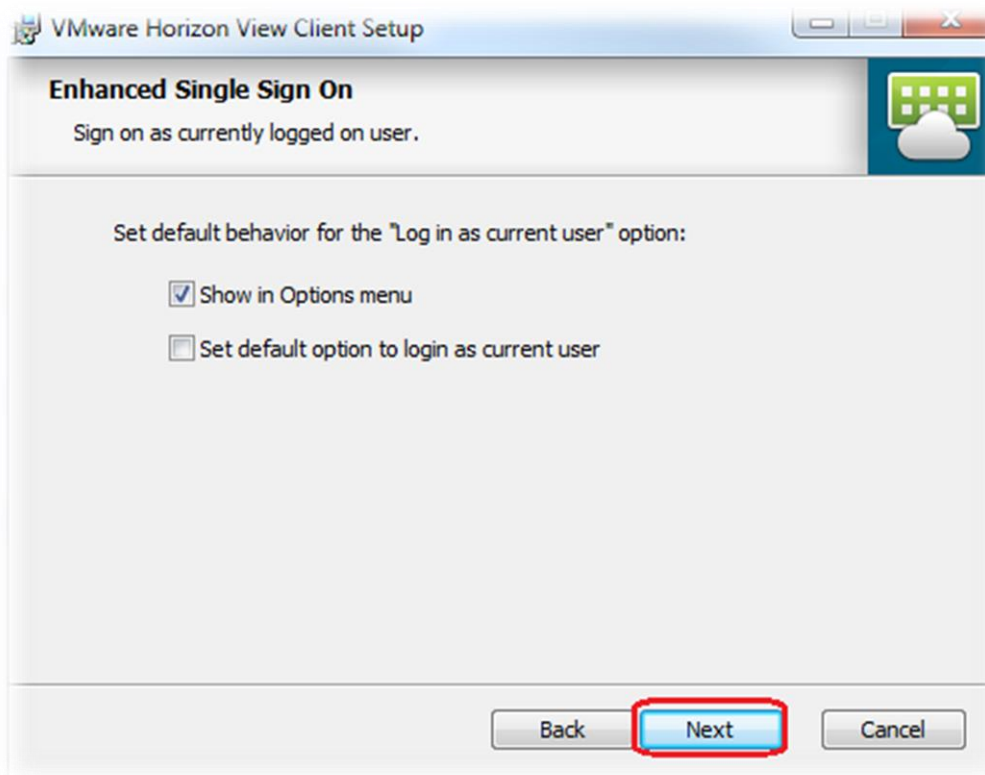 VMware Horizon View Client Setup
Enhanced Single Sign On
Sign on as currently logged on user.
Set default behavior for the "Log in as current user" option:
Show in Options menu
Set default option to login as current user
Back Next Cancel